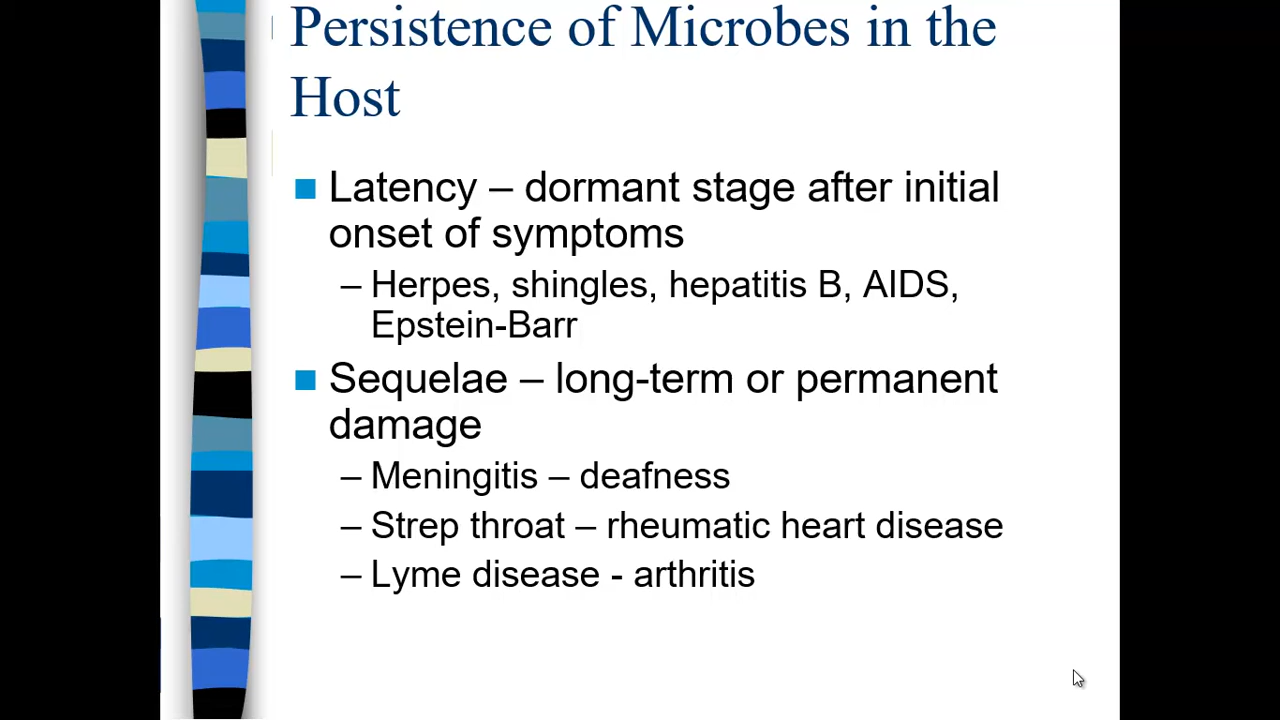 Persistence of Microbes in the
Host
Latency – dormant stage after initial
onset of symptoms
– Herpes, shingles, hepatitis B, AIDS,
Epstein-Barr
Sequelae – long-term or permanent
damage
– Meningitis – deafness
– Strep throat – rheumatic heart disease
– Lyme disease - arthritis